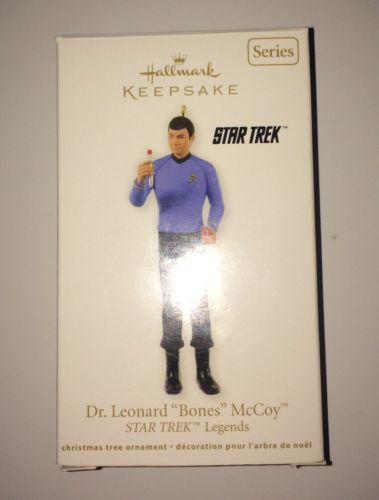 Hallmark
KEEPSAKE
Series
STAR TREK™
Dr. Leonard "Bones" McCoy™
STAR TREK™ Legends
christmas tree ornament • décoration pour l'arbre de noël